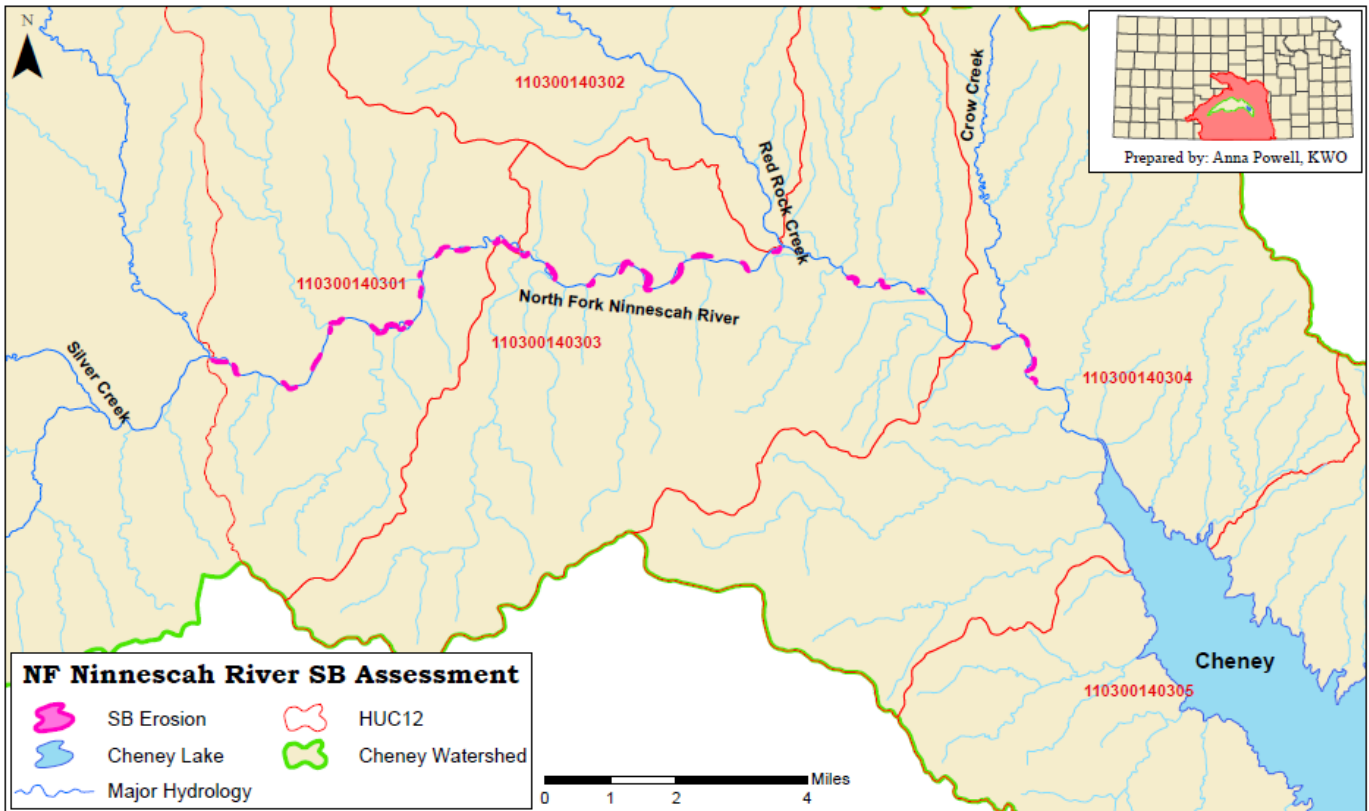 N
110300140302
Crow Creek
Red Rock Creek
Prepared by: Anna Powell, KWO
110300140301
North Fork Ninnescah River
110300140303
Silver Creek
110300140304
Cheney
110300140305
NF Ninnescah River SB Assessment
SB Erosion
HUC12
Cheney Lake
Cheney Watershed
Major Hydrology
Miles
0 1 2 4